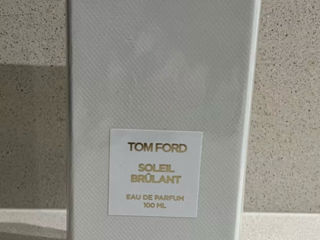 TOM FORD
SOLEIL
BRÛLANT
EAU DE PARFUM
100 ML